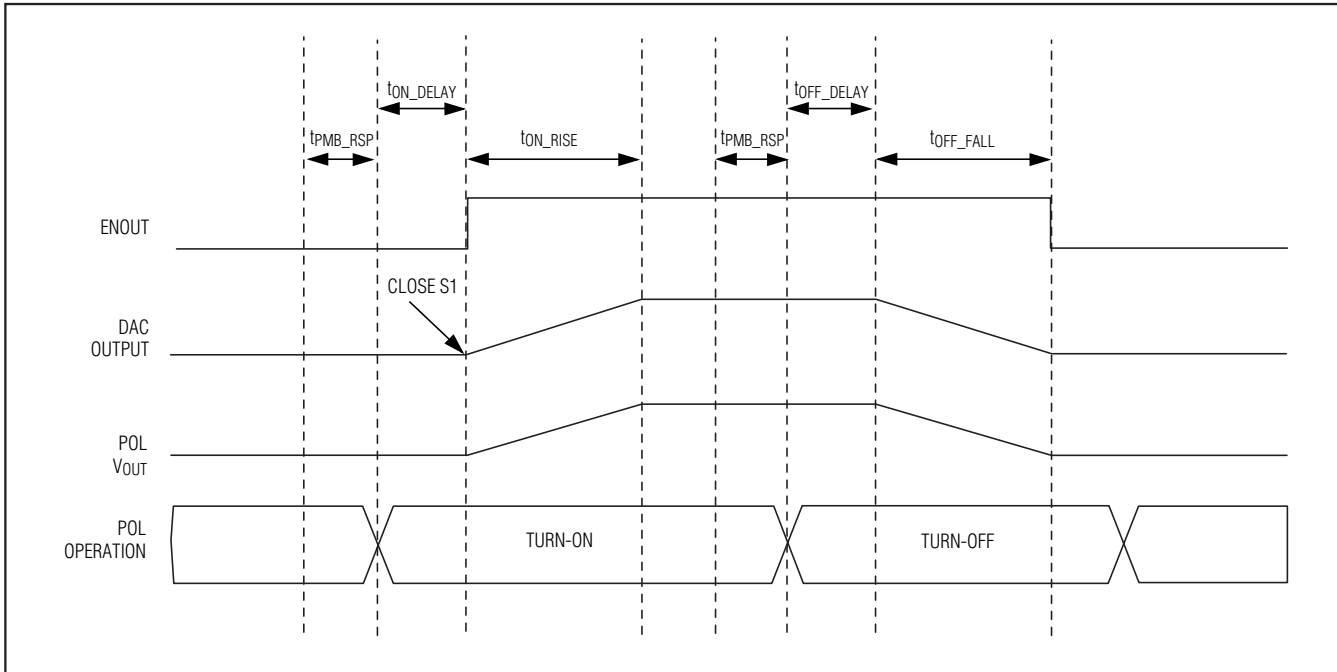 tON_DELAY
tOFF_DELAY
tPMB_RSP
tON_RISE
tPMB_RSP
tOFF_FALL
ENOUT
CLOSE S1
DAC
OUTPUT
POL
VOUT
POL
OPERATION
TURN-ON
TURN-OFF